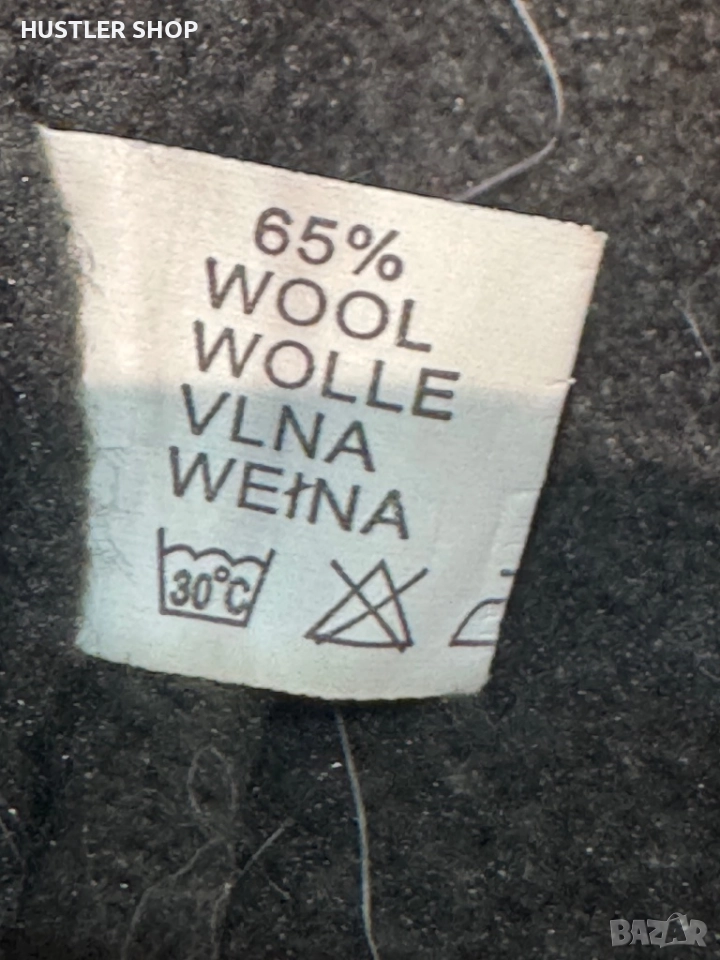 HUSTLER SHOP
65%
WOOL
WOLLE
VLNA
WEłNA
30°C
BAZAR